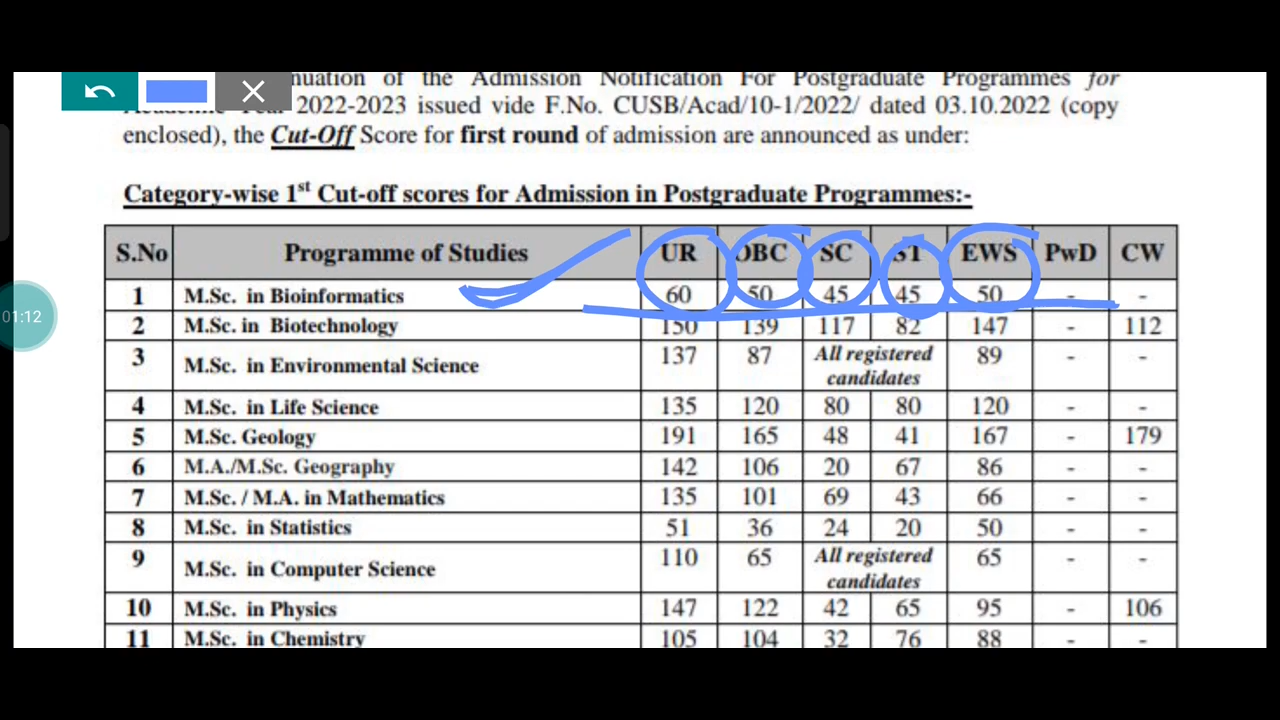 nuation of the Admission Notification For Postgraduate Programmes for
2022-2023 issued vide F.No. CUSB/Acad/10-1/2022/ dated 03.10.2022 (copy
enclosed), the Cut-Off Score for first round of admission are announced as under:
Category-wise 1st Cut-off scores for Admission in Postgraduate Programmes:-
S.No Programme of Studies UR OBC SC ST EWS PwD CW
1 M.Sc. in Bioinformatics 60 50 45 45 50 - -
2 M.Sc. in Biotechnology 150 139 117 82 147 - 112
3 M.Sc. in Environmental Science 137 87 All registered candidates 89 - -
4 M.Sc. in Life Science 135 120 80 80 120 - -
5 M.Sc. Geology 191 165 48 41 167 - 179
6 M.A./M.Sc. Geography 142 106 20 67 86 - -
7 M.Sc. / M.A. in Mathematics 135 101 69 43 66 - -
8 M.Sc. in Statistics 51 36 24 20 50 - -
9 M.Sc. in Computer Science 110 65 All registered candidates 65 - -
10 M.Sc. in Physics 147 122 42 65 95 - 106
11 M.Sc. in Chemistry 105 104 32 76 88 - -
01:12